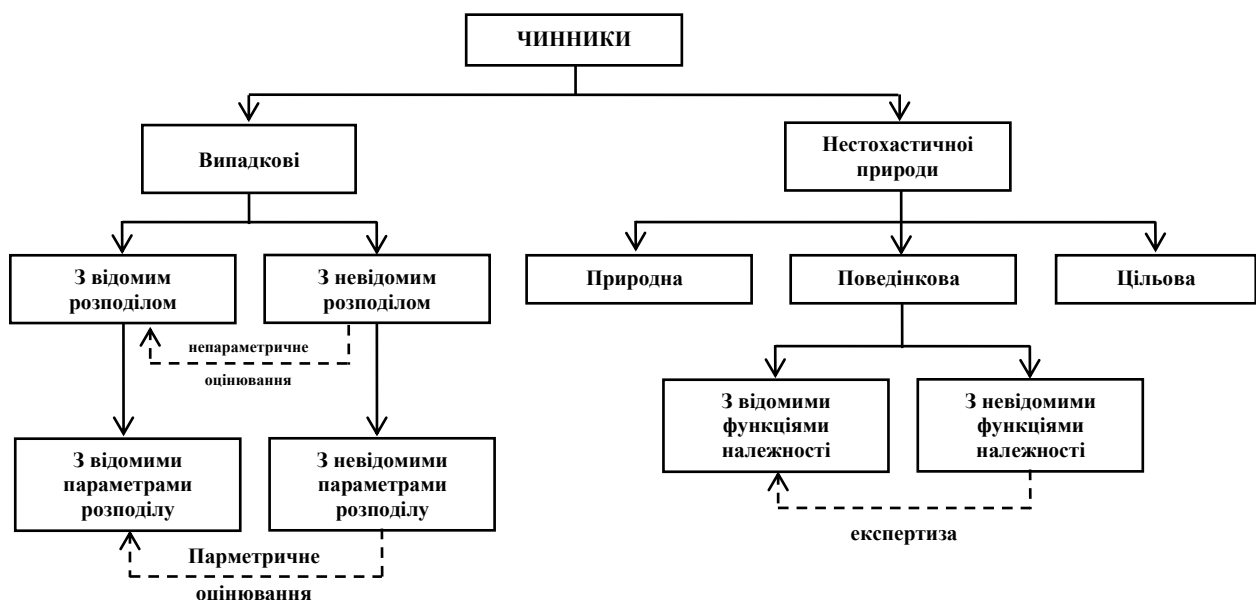 ЧИННИКИ
Випадкові
Нестохастичної
природи
З відомим
розподілом
З невідомим
розподілом
Природна
Поведінкова
Цільова
непараметричне
оцінювання
З відомими
функціями
належності
З невідомими
функціями
належності
З відомими
параметрами
розподілу
З невідомими
параметрами
розподілу
експертиза
Парметричне
оцінювання